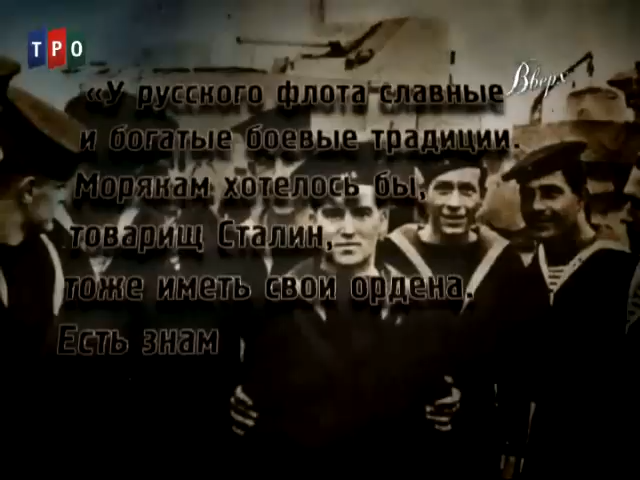 ТРО
Вверх
«У русского флота славные
и богатые боевые традиции.
Морякам хотелось бы,
товарищ Сталин,
тоже иметь свои ордена.
Есть знам